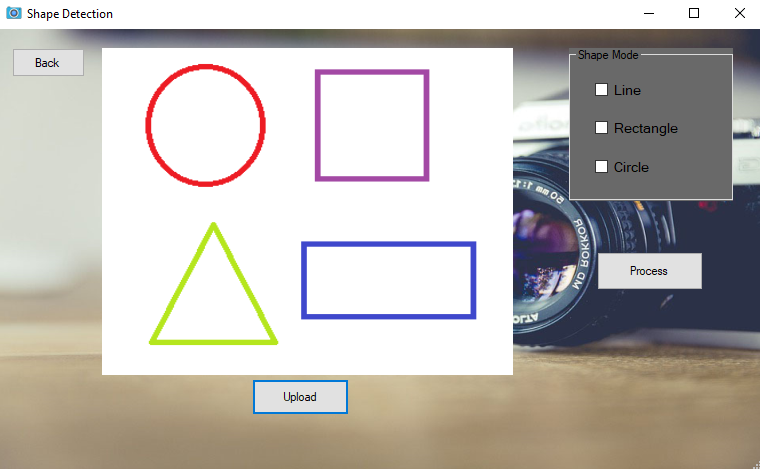 Shape Detection
Back
Shape Mode
Line
Rectangle
Circle
Process
Upload